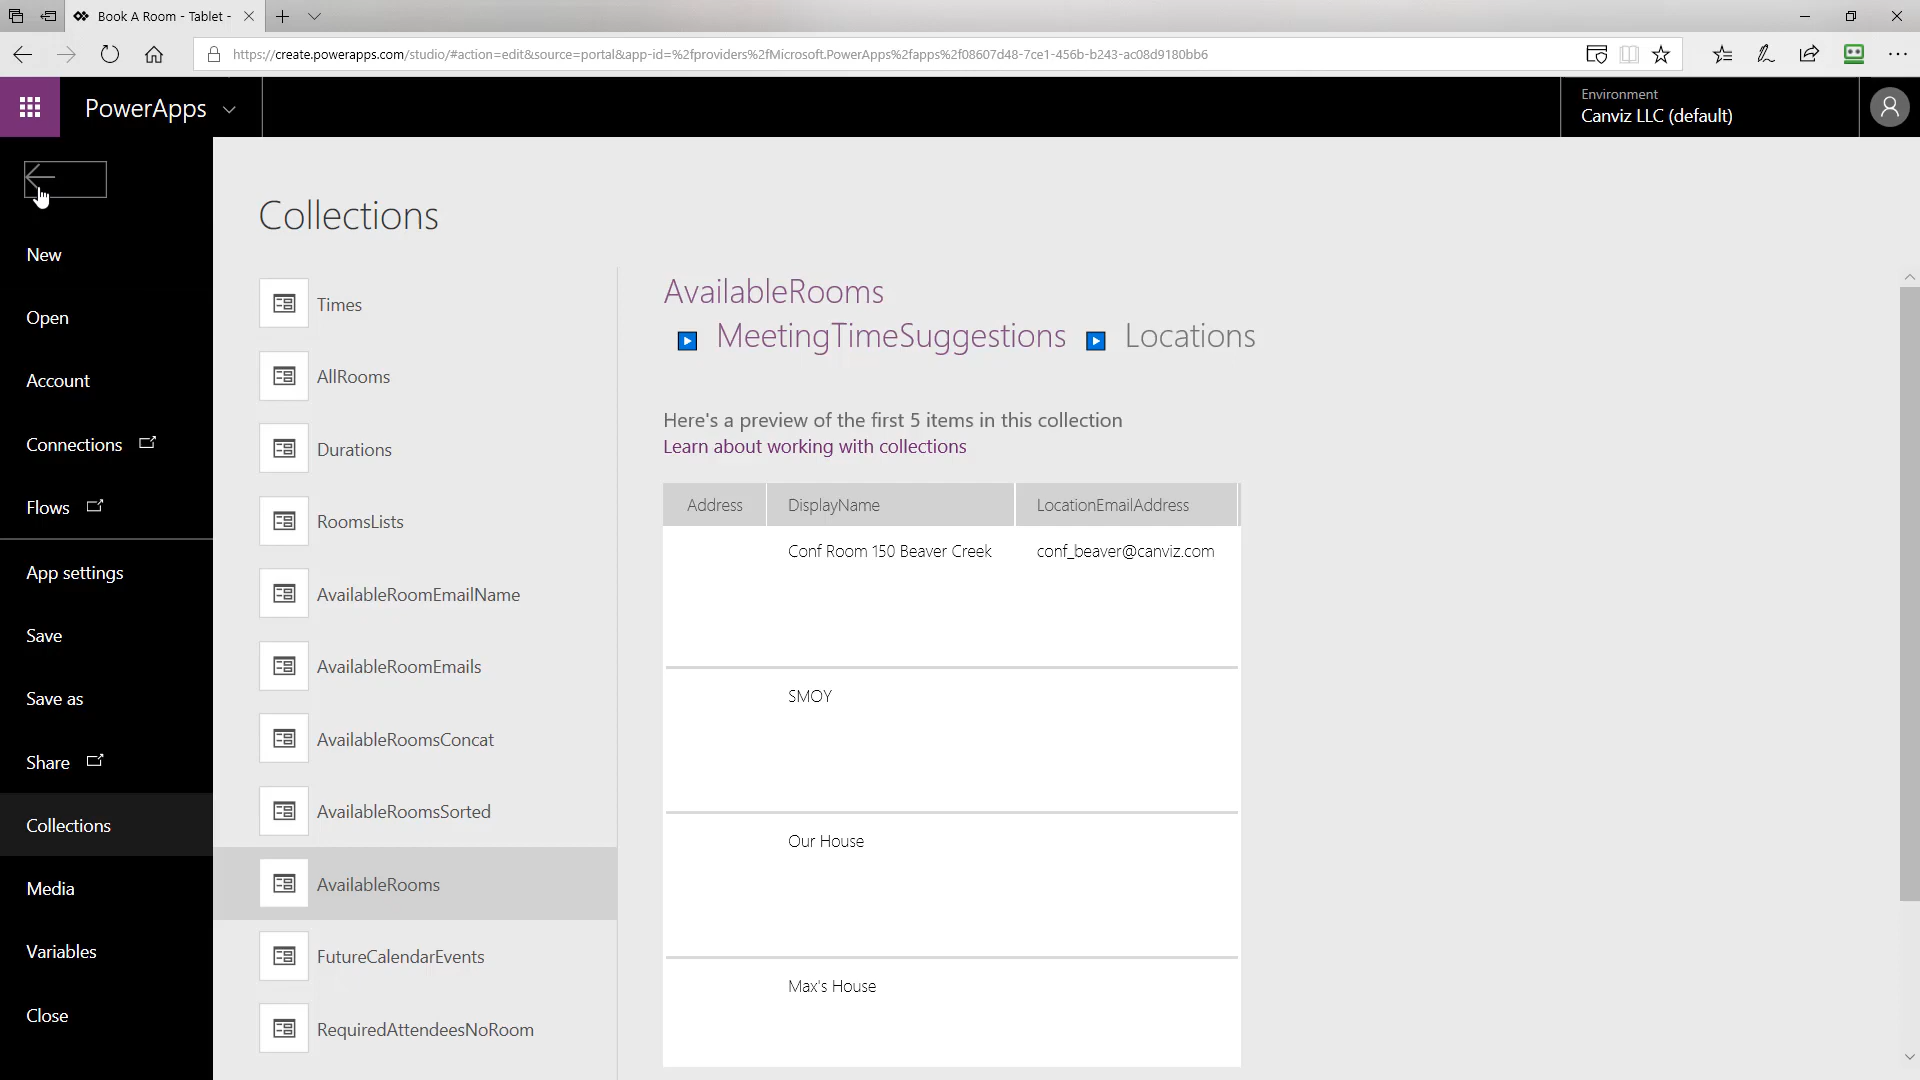 Book A Room - Tablet -
https://create.powerapps.com/studio/#action=edit&source=portal&app-id=%2fproviders%2fMicrosoft.PowerApps%2fapps%2f08607d48-7ce1-456b-b243-ac08d9180bb6
PowerApps
Environment
Canviz LLC (default)
New
Open
Account
Connections
Flows
App settings
Save
Save as
Share
Collections
Media
Variables
Close
Collections
Times
AllRooms
Durations
RoomsLists
AvailableRoomEmailName
AvailableRoomEmails
AvailableRoomsConcat
AvailableRoomsSorted
AvailableRooms
FutureCalendarEvents
RequiredAttendeesNoRoom
AvailableRooms
MeetingTimeSuggestions Locations
Here's a preview of the first 5 items in this collection
Learn about working with collections
Address DisplayName LocationEmailAddress
Conf Room 150 Beaver Creek conf_beaver@canviz.com
SMOY
Our House
Max's House